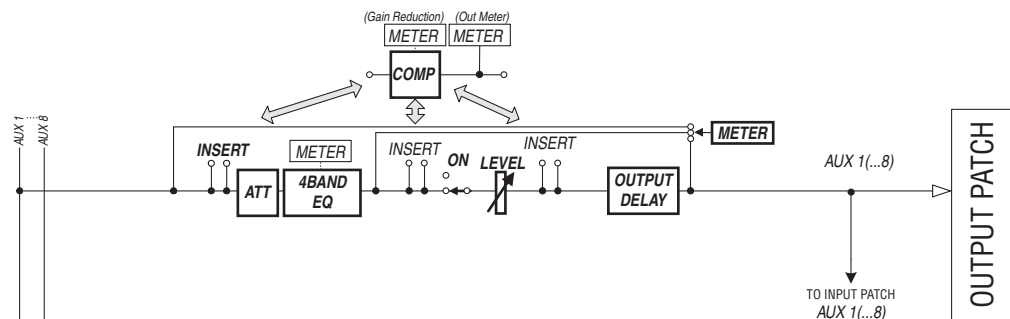 (Gain Reduction) (Out Meter)
METER METER
COMP
AUX 1
AUX 8
INSERT
METER
INSERT
ON
LEVEL
INSERT
METER
ATT
4BAND
EQ
OUTPUT
DELAY
AUX 1(...8)
TO INPUT PATCH
AUX 1(...8)
OUTPUT PATCH